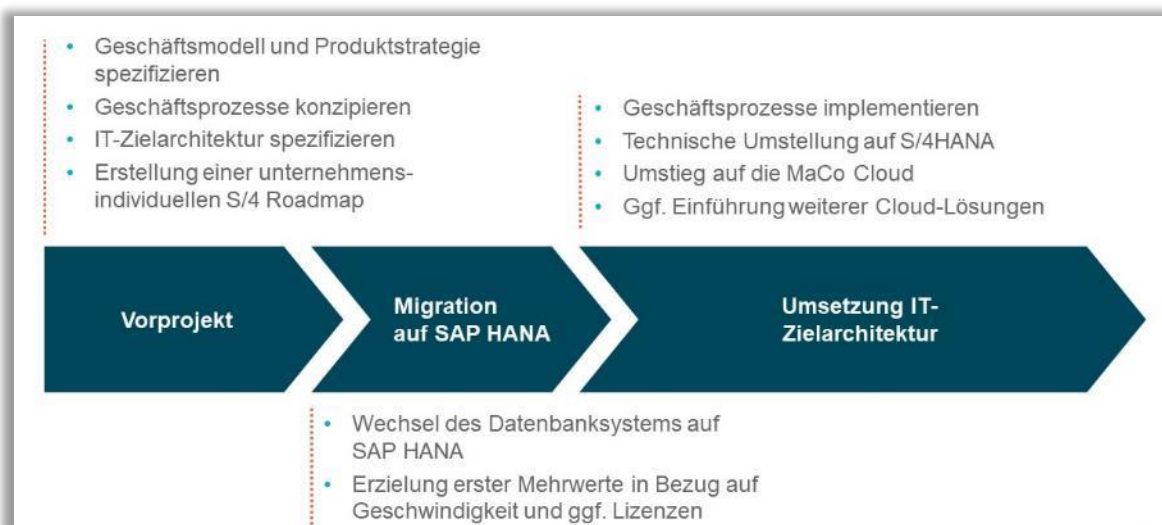 • Geschäftsmodell und Produktstrategie
spezifizieren
• Geschäftsprozesse konzipieren
• IT-Zielarchitektur spezifizieren
• Erstellung einer unternehmens-
individuellen S/4 Roadmap
• Geschäftsprozesse implementieren
• Technische Umstellung auf S/4HANA
• Umstieg auf die MaCo Cloud
• Ggf. Einführung weiterer Cloud-Lösungen
Vorprojekt
Migration
auf SAP HANA
Umsetzung IT-
Zielarchitektur
• Wechsel des Datenbanksystems auf
SAP HANA
• Erzielung erster Mehrwerte in Bezug auf
Geschwindigkeit und ggf. Lizenzen